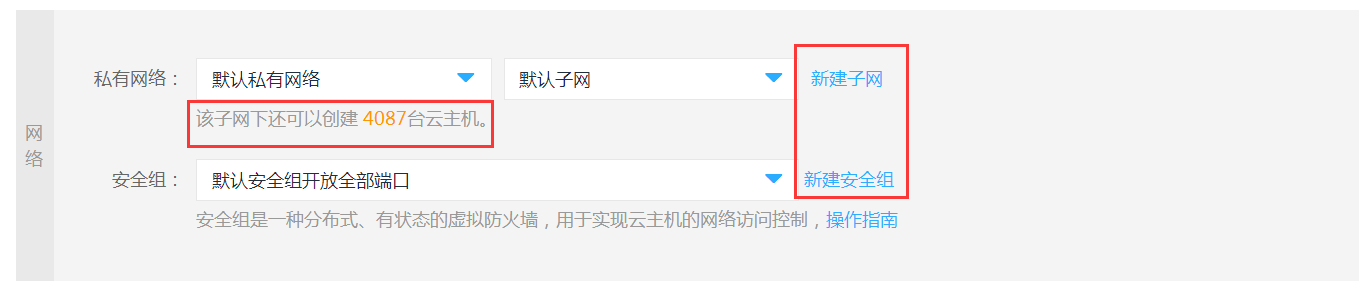 私有网络： 默认私有网络 默认子网 新建子网
该子网下还可以创建 4087台云主机。
网络
安全组： 默认安全组开放全部端口 新建安全组
安全组是一种分布式、有状态的虚拟防火墙，用于实现云主机的网络访问控制，操作指南